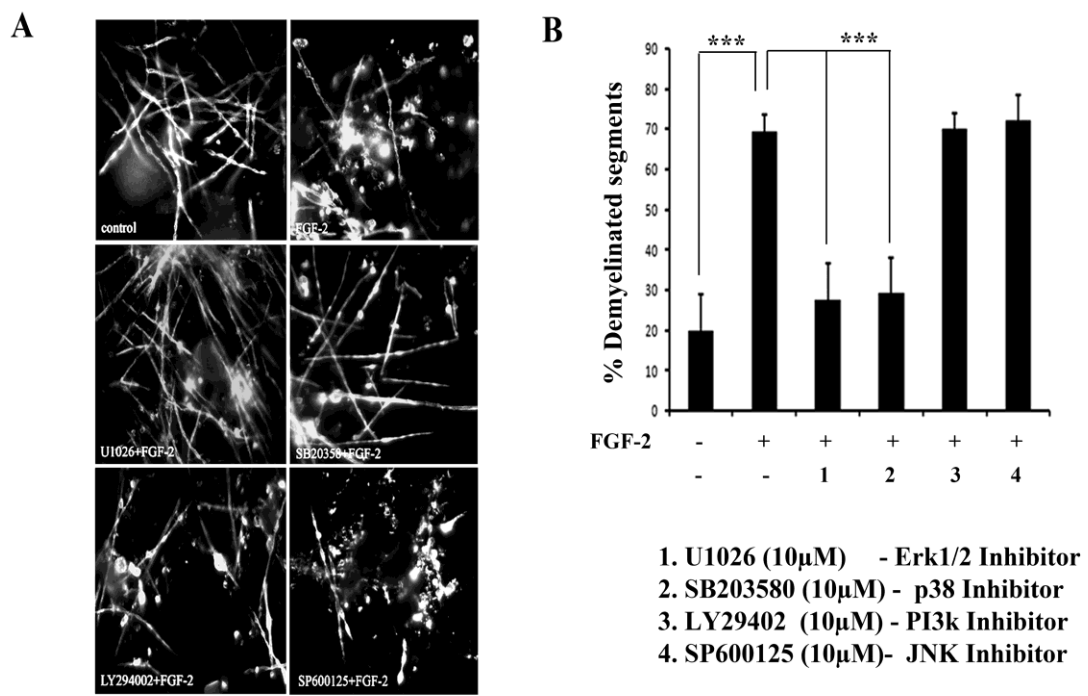 A
control
FGF-2
U1026+FGF-2
SB20358+FGF-2
LY294002+FGF-2
SP600125+FGF-2
B
*** ***
% Demyelinated segments
90
80
70
60
50
40
30
20
10
0
FGF-2 - + + + + +
- - 1 2 3 4
1. U1026 (10μM) - Erk1/2 Inhibitor
2. SB203580 (10μM) - p38 Inhibitor
3. LY29402 (10μM) - PI3k Inhibitor
4. SP600125 (10μM)- JNK Inhibitor